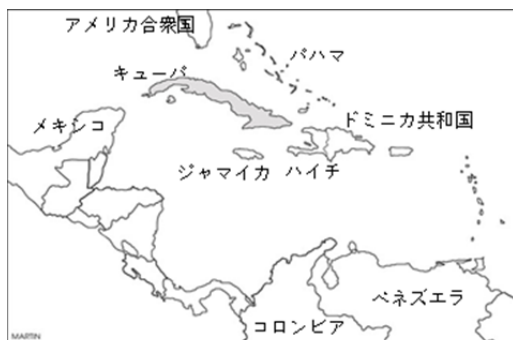 アメリカ合衆国
バハマ
キューバ
メキシコ
ドミニカ共和国
ジャマイカ
ハイチ
ベネズエラ
コロンビア
MARTIN